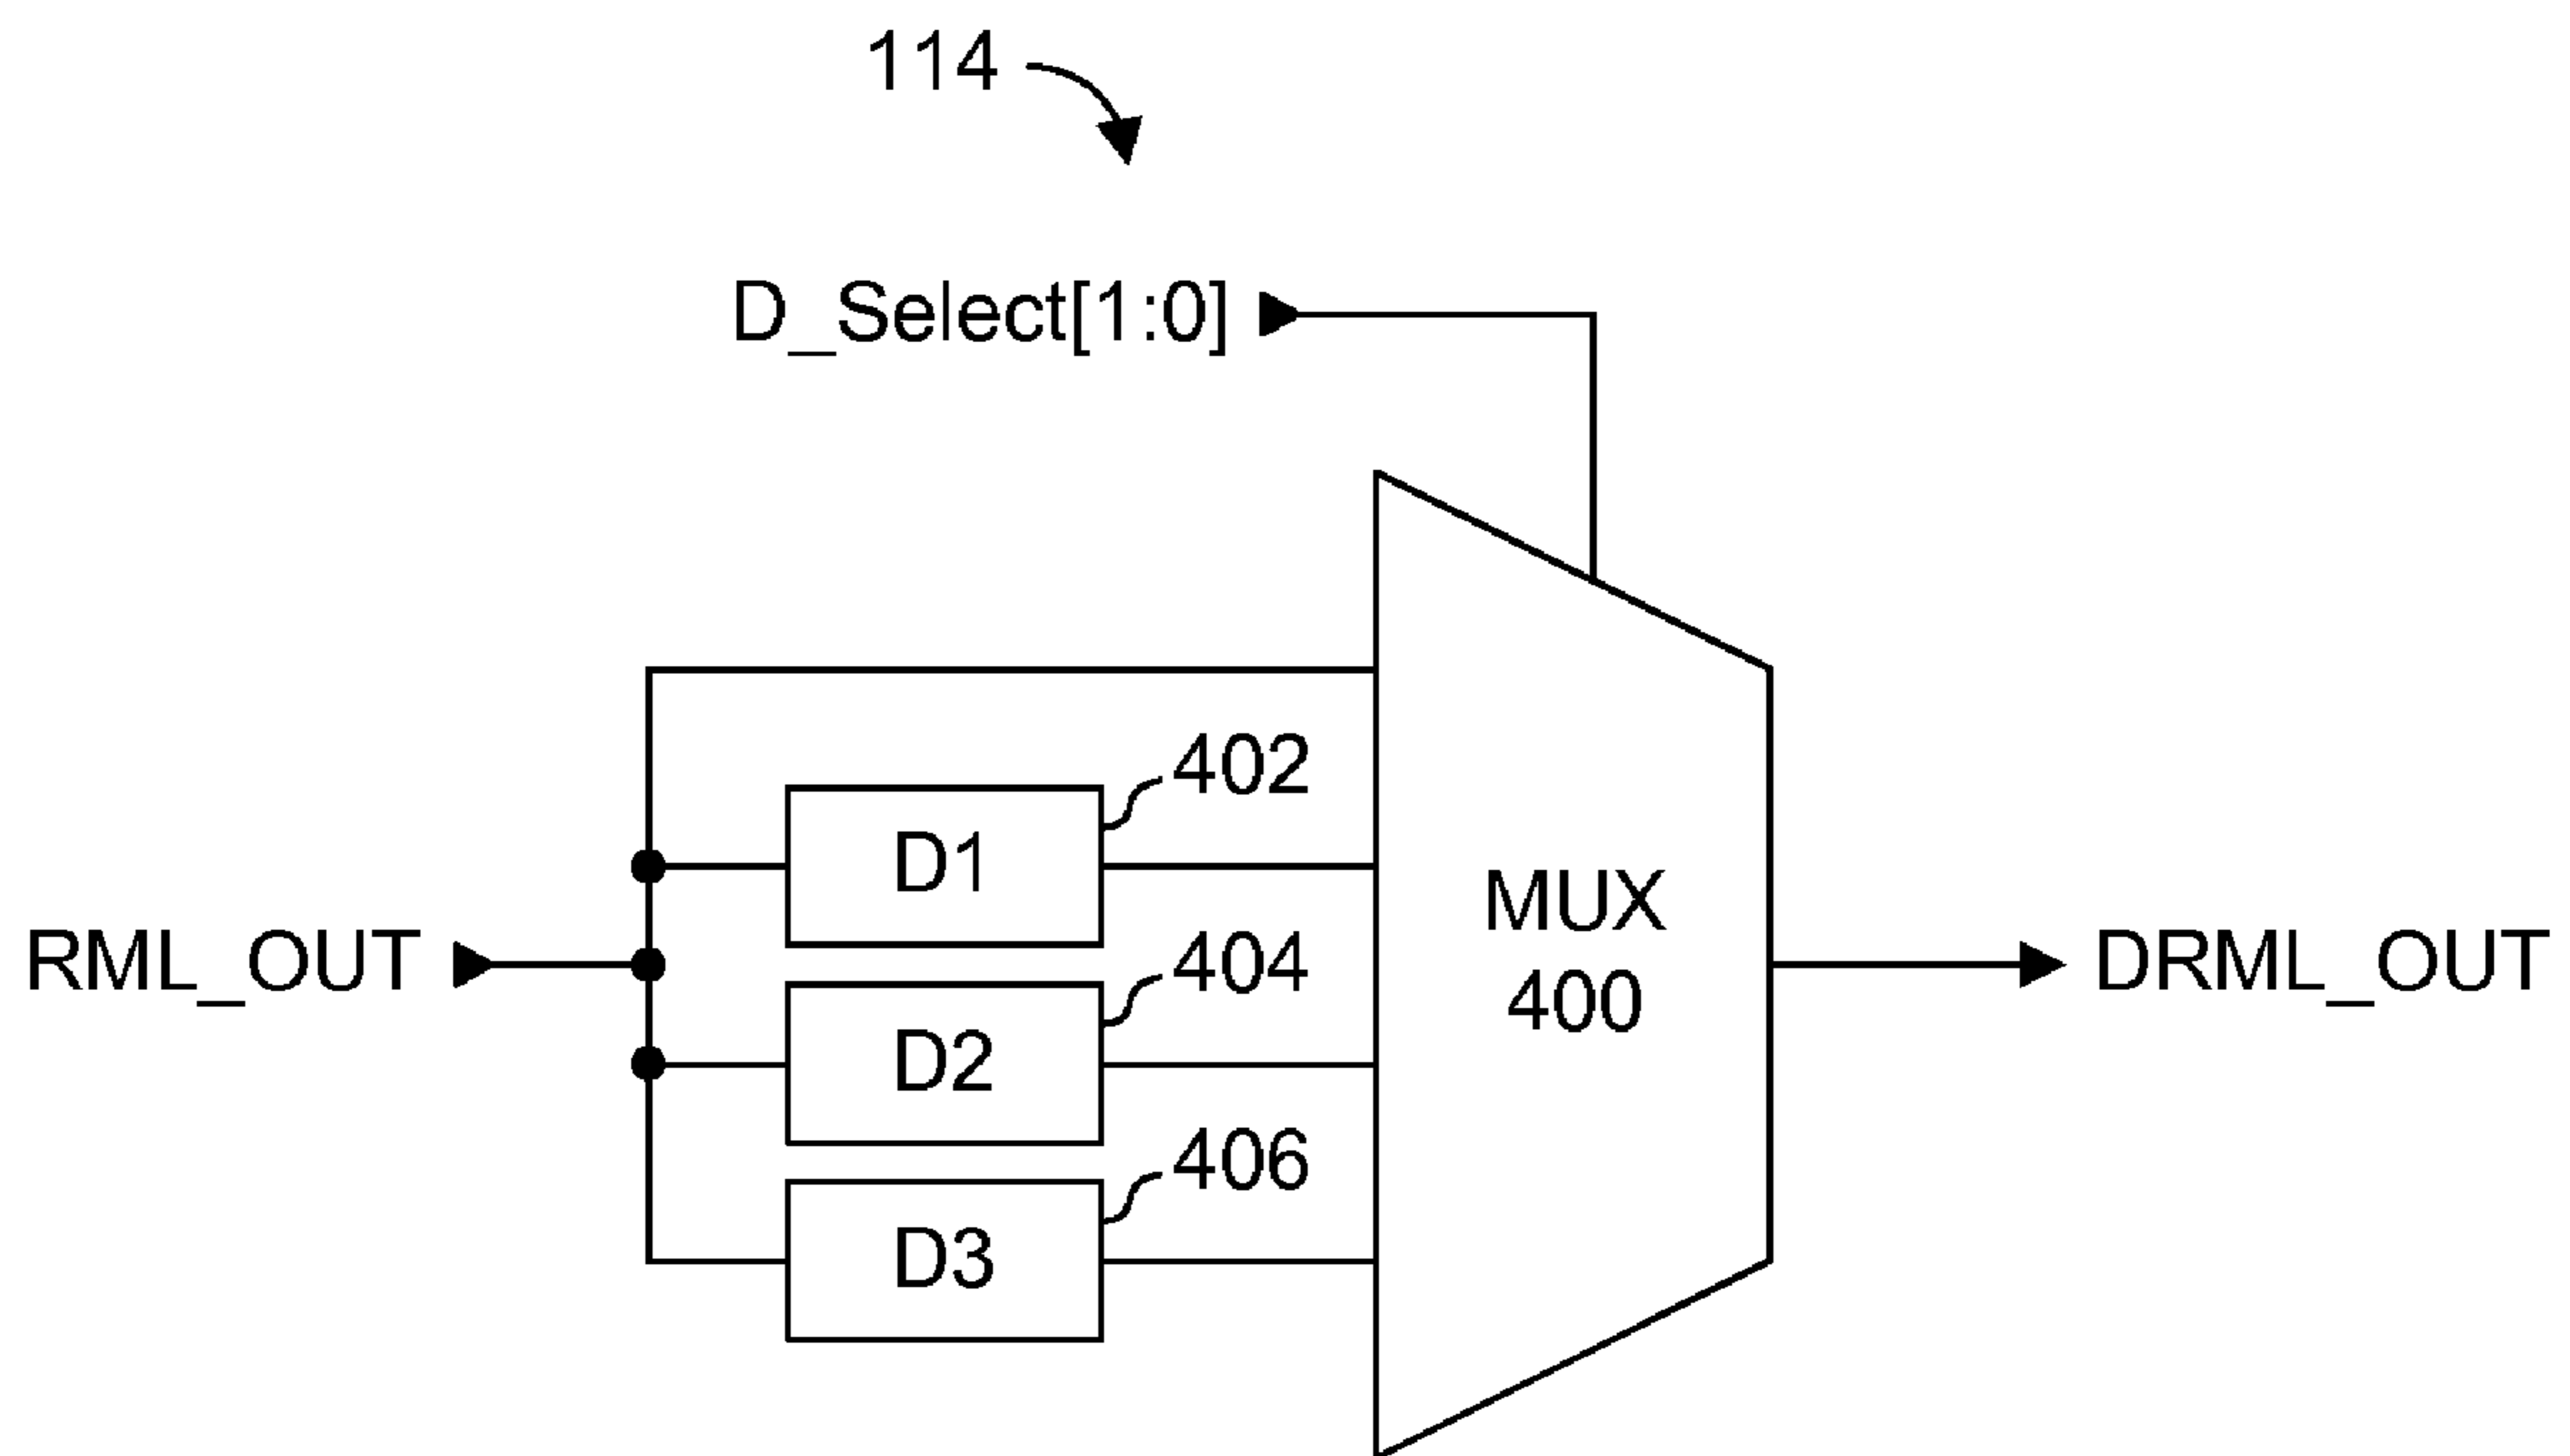 114
D_Select[1:0]
402
D1
404
MUX
400
RML_OUT
DRML_OUT
D2
406
D3